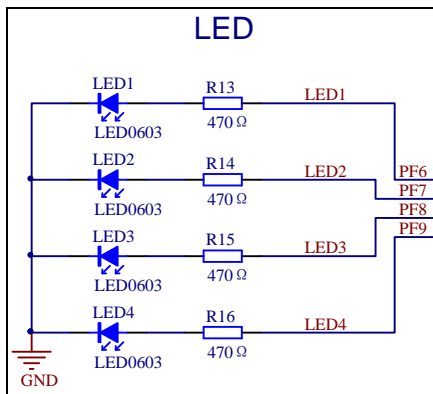 LED
LED1 R13 LED1
LED0603 470Ω
PF6
LED2 R14 LED2
PF7
LED0603 470Ω
PF8
LED3 R15 LED3
PF9
LED0603 470Ω
LED4 R16 LED4
LED0603 470Ω
GND